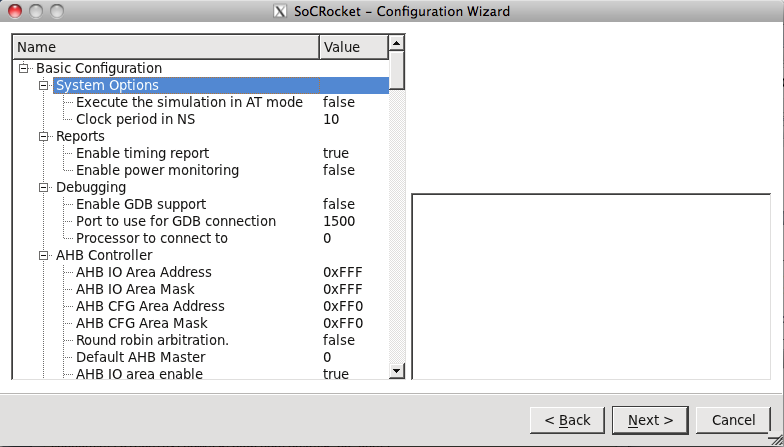 SoCRocket - Configuration Wizard
Name Value
Basic Configuration
System Options
Execute the simulation in AT mode false
Clock period in NS 10
Reports
Enable timing report true
Enable power monitoring false
Debugging
Enable GDB support false
Port to use for GDB connection 1500
Processor to connect to 0
AHB Controller
AHB IO Area Address 0xFFF
AHB IO Area Mask 0xFFF
AHB CFG Area Address 0xFF0
AHB CFG Area Mask 0xFF0
Round robin arbitration. false
Default AHB Master 0
AHB IO area enable true
< Back Next > Cancel